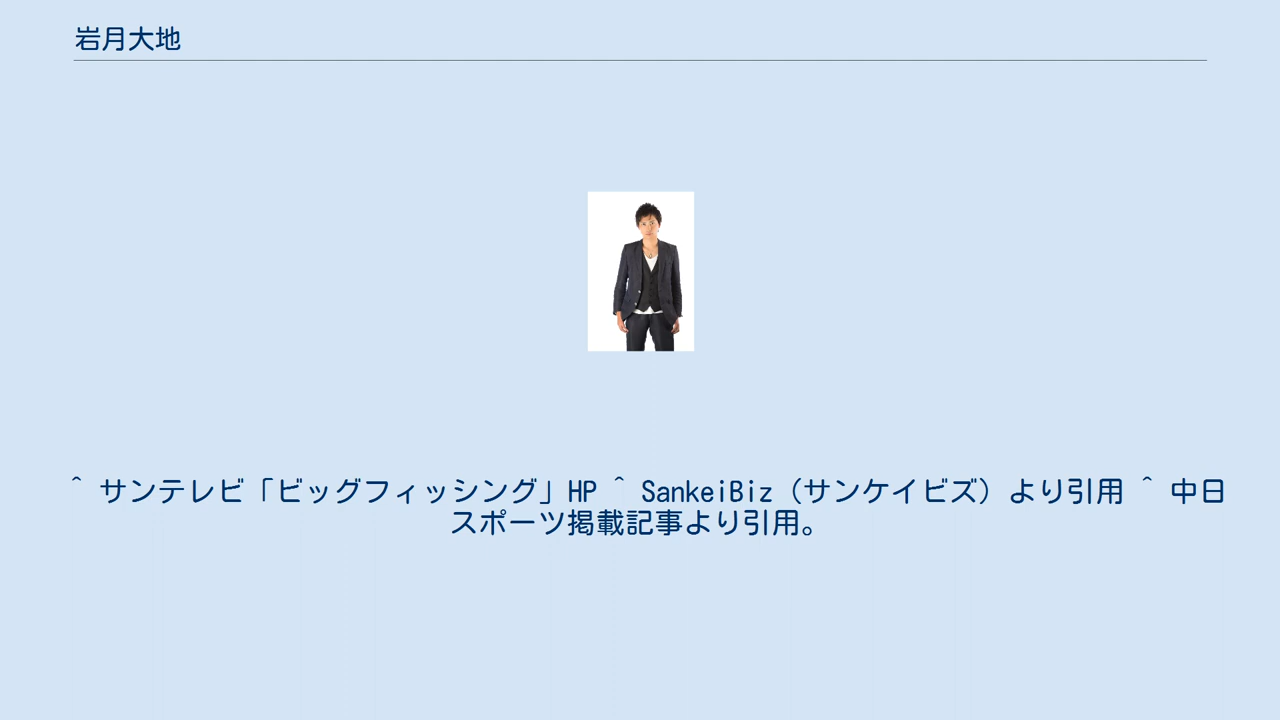 岩月大地
^ サンテレビ「ビッグフィッシング」HP ^ SankeiBiz（サンケイビズ）より引用 ^ 中日
スポーツ掲載記事より引用。